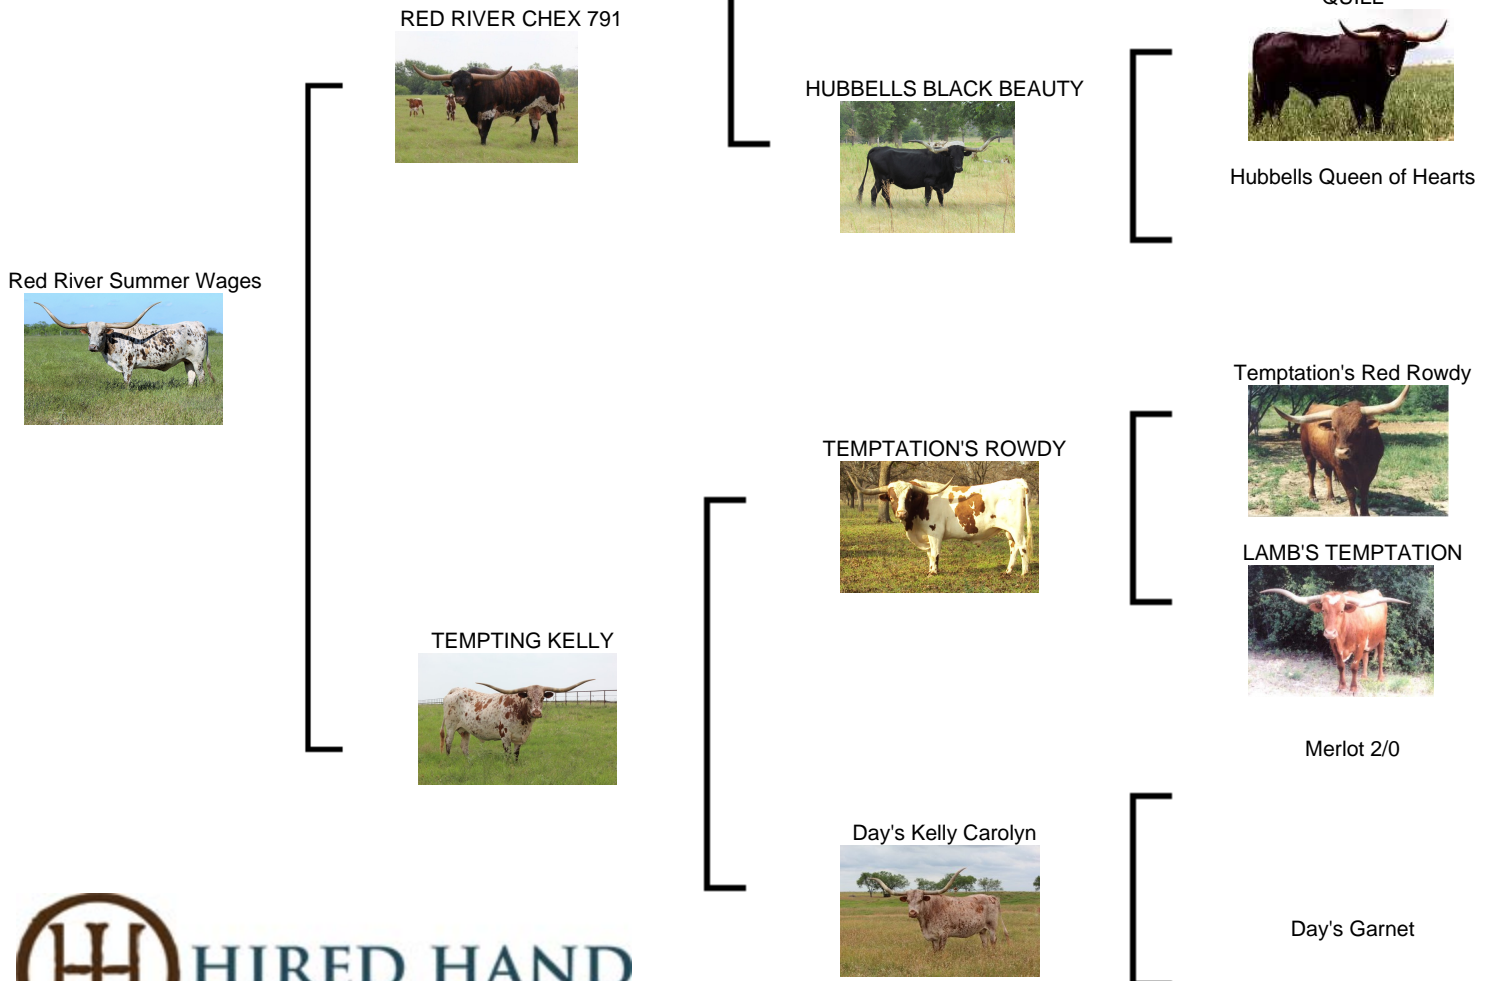 RED RIVER CHEX 791
HUBBELLS BLACK BEAUTY
Hubbells Queen of Hearts
Red River Summer Wages
Temptation's Red Rowdy
TEMPTATION'S ROWDY
LAMB'S TEMPTATION
TEMPTING KELLY
Merlot 2/0
Day's Kelly Carolyn
Day's Garnet
HIRED HAND